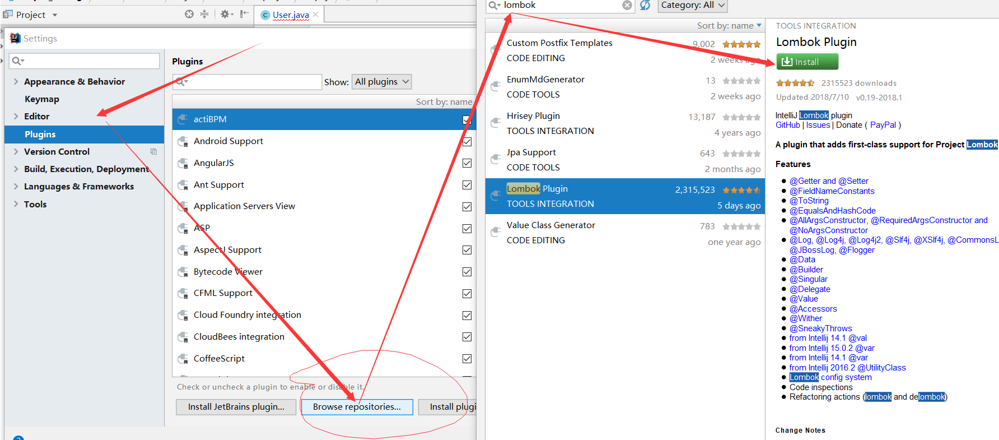 Project
User.java
Settings
Appearance & Behavior
Keymap
Editor
Plugins
Version Control
Build, Execution, Deployment
Languages & Frameworks
Tools
Plugins
Show: All plugins
Sort by: name
actiBPM
Android Support
AngularJS
Ant Support
Application Servers View
ASP
AspectJ Support
Bytecode Viewer
CFML Support
Cloud Foundry integration
CloudBees integration
CoffeeScript
Check or uncheck a plugin to enable or disable it.
Install JetBrains plugin...
Browse repositories...
Install plugi
lombok
Category: All
Sort by: name
Custom Postfix Templates 9,002
CODE EDITING 2 weeks ago
EnumMdGenerator 13
CODE TOOLS 2 weeks ago
Hrisey Plugin 13,187
TOOLS INTEGRATION 4 years ago
Jpa Support 643
CODE TOOLS 2 months ago
Lombok Plugin 2,315,523
TOOLS INTEGRATION 5 days ago
Value Class Generator 783
CODE EDITING one year ago
TOOLS INTEGRATION
Lombok Plugin
Install
2315523 downloads
Updated 2018/7/10 v0.19-2018.1
IntelliJ Lombok plugin
GitHub | Issues | Donate ( PayPal )
A plugin that adds first-class support for Project Lombok
Features
@Getter and @Setter
@FieldNameConstants
@ToString
@EqualsAndHashCode
@AllArgsConstructor, @RequiredArgsConstructor and
@NoArgsConstructor
@Log, @Log4j, @Log4j2, @Slf4j, @XSlf4j, @CommonsL
@JBossLog, @Flogger
@Data
@Builder
@Singular
@Delegate
@Value
@Accessors
@Wither
@SneakyThrows
from Intellij 14.1 @val
from Intellij 15.0.2 @var
from Intellij 14.1 @var
from Intellij 2016.2 @UtilityClass
Lombok config system
Code inspections
Refactoring actions (lombok and delombok)
Change Notes